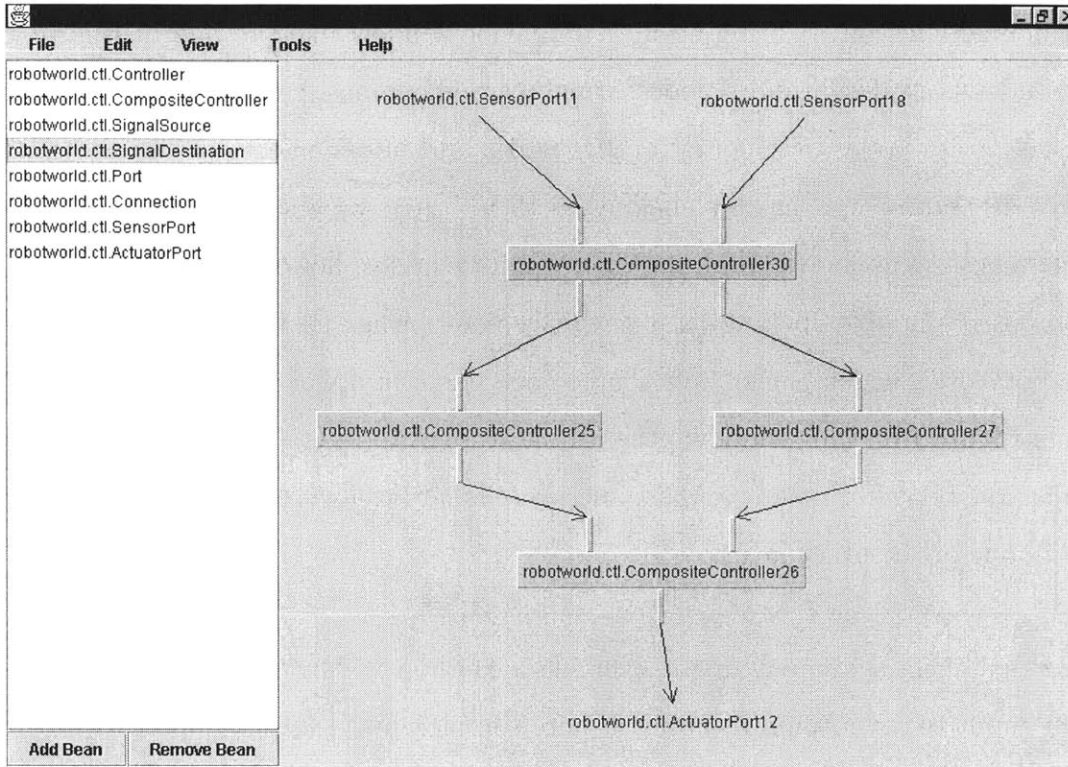 File Edit View Tools Help
robotworld.ctl.Controller
robotworld.ctl.CompositeController
robotworld.ctl.SignalSource
robotworld.ctl.SignalDestination
robotworld.ctl.Port
robotworld.ctl.Connection
robotworld.ctl.SensorPort
robotworld.ctl.ActuatorPort
Add Bean Remove Bean
robotworld.ctl.SensorPort11 robotworld.ctl.SensorPort18
robotworld.ctl.CompositeController30
robotworld.ctl.CompositeController25 robotworld.ctl.CompositeController27
robotworld.ctl.CompositeController26
robotworld.ctl.ActuatorPort12